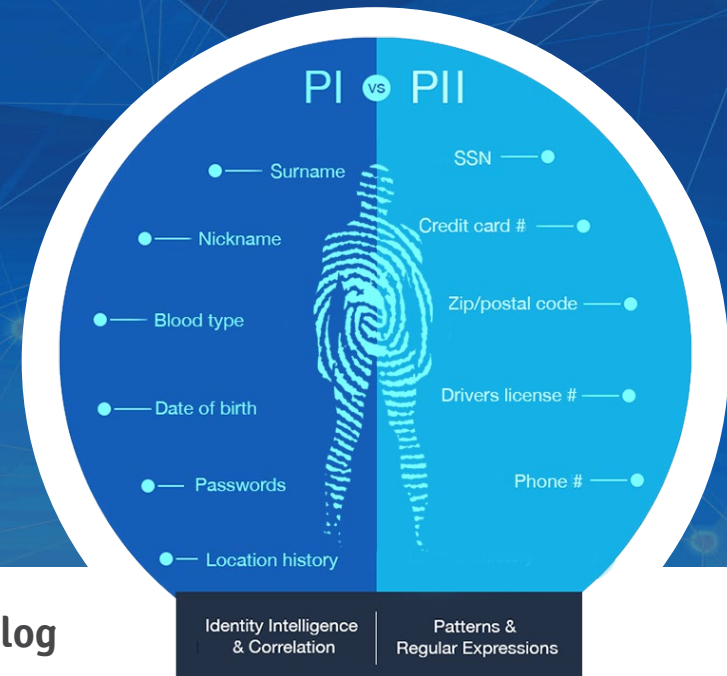 PI vs PII
Surname
Nickname
Blood type
Date of birth
Passwords
Location history
SSN
Credit card #
Zip/postal code
Drivers license #
Phone #
Identity Intelligence
& Correlation
Patterns &
Regular Expressions
log